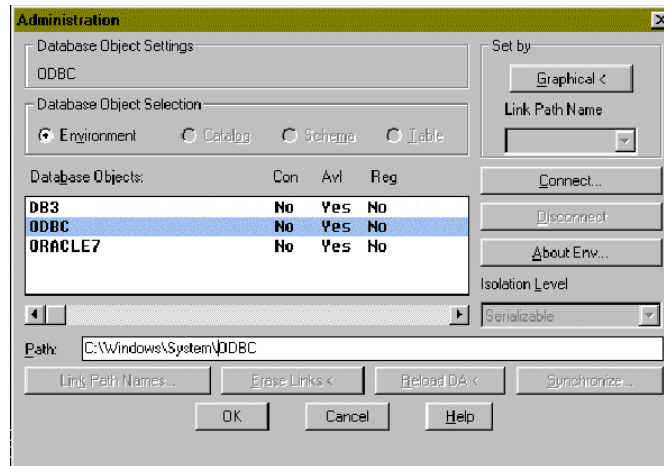 Administration
Database Object Settings
ODBC
Set by
Graphical <
Link Path Name
Database Object Selection
Environment Catalog Schema Table
Database Objects: Con Avl Reg
DB3 No Yes No
ODBC No Yes No
ORACLE7 No Yes No
Connect...
Disconnect
About Env...
Isolation Level
Serializable
Path: C:\Windows\System\ODBC
Link Path Names... Erase Links < Reload DA < Synchronize...
OK Cancel Help